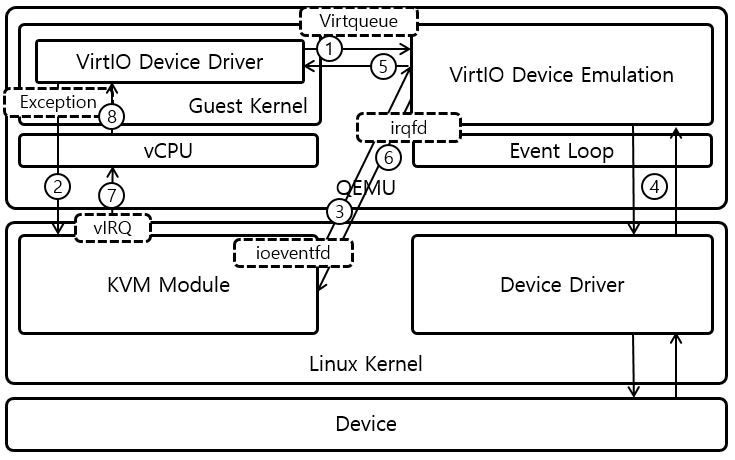 Virtqueue
1
VirtIO Device Driver
5
VirtIO Device Emulation
Exception
Guest Kernel
8
irqfd
vCPU
6
Event Loop
2
7
QEMU
4
3
vIRQ
ioeventfd
KVM Module
Device Driver
Linux Kernel
Device